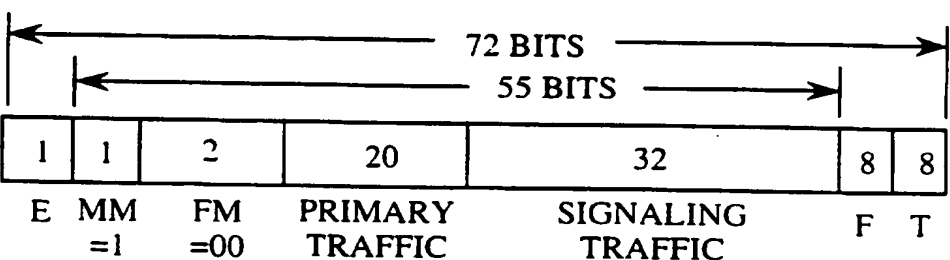 72 BITS
55 BITS
1 1 2 20 32 8 8
E MM =1 FM =00 PRIMARY TRAFFIC SIGNALING TRAFFIC F T